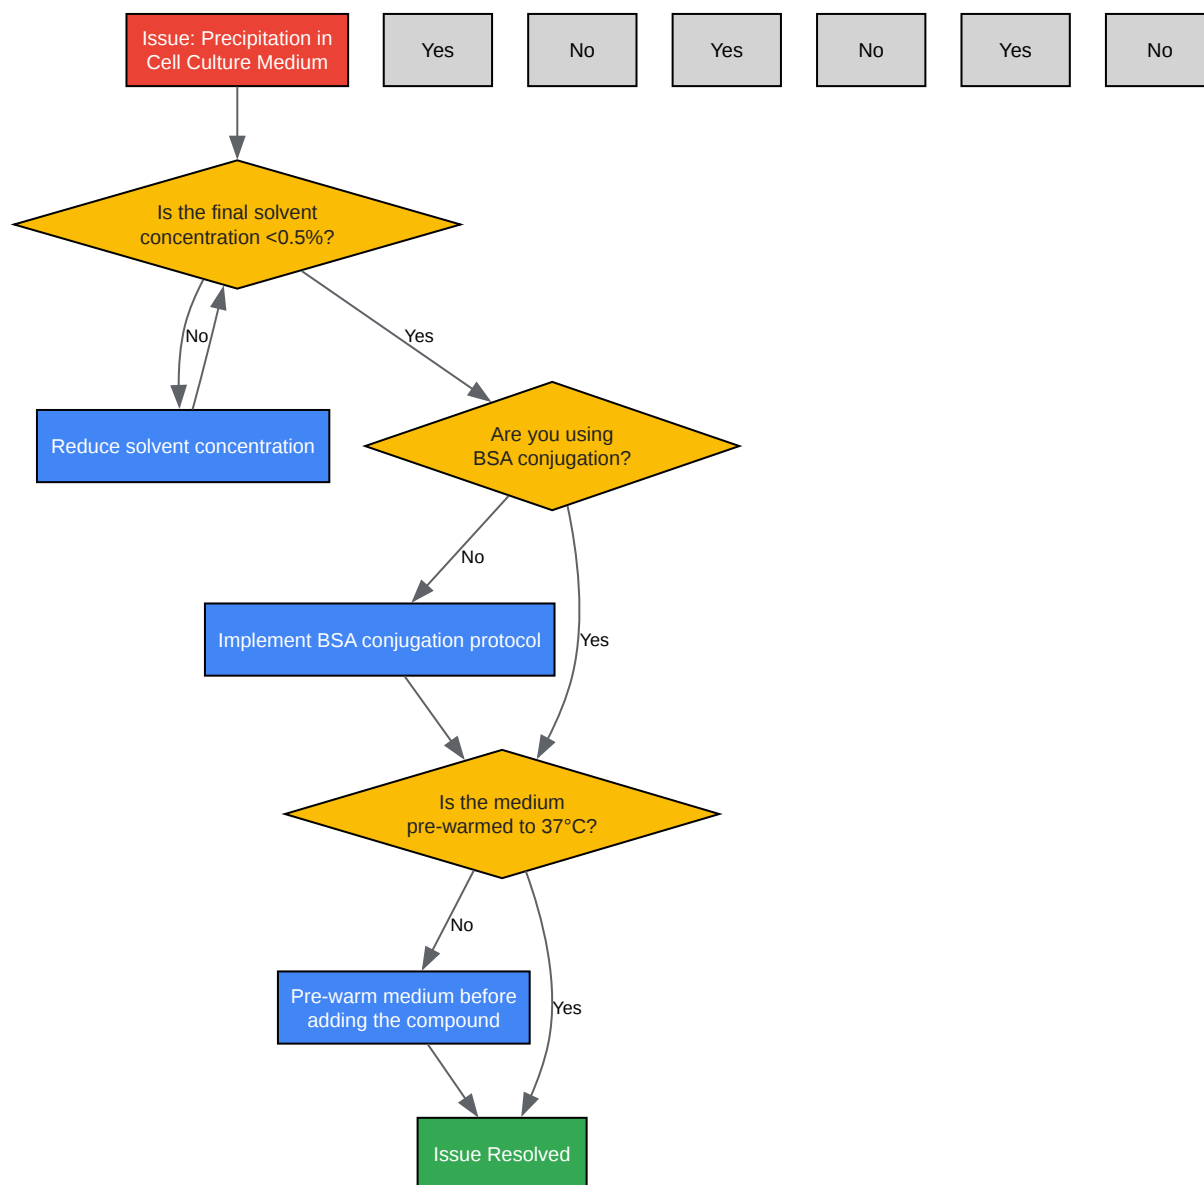 Issue: Precipitation in
Cell Culture Medium
Yes
No
Yes
No
Yes
No
Is the final solvent
concentration <0.5%?
No
Yes
Reduce solvent concentration
Are you using
BSA conjugation?
No
Implement BSA conjugation protocol
Yes
Is the medium
pre-warmed to 37°C?
No
Pre-warm medium before
adding the compound
Yes
Issue Resolved